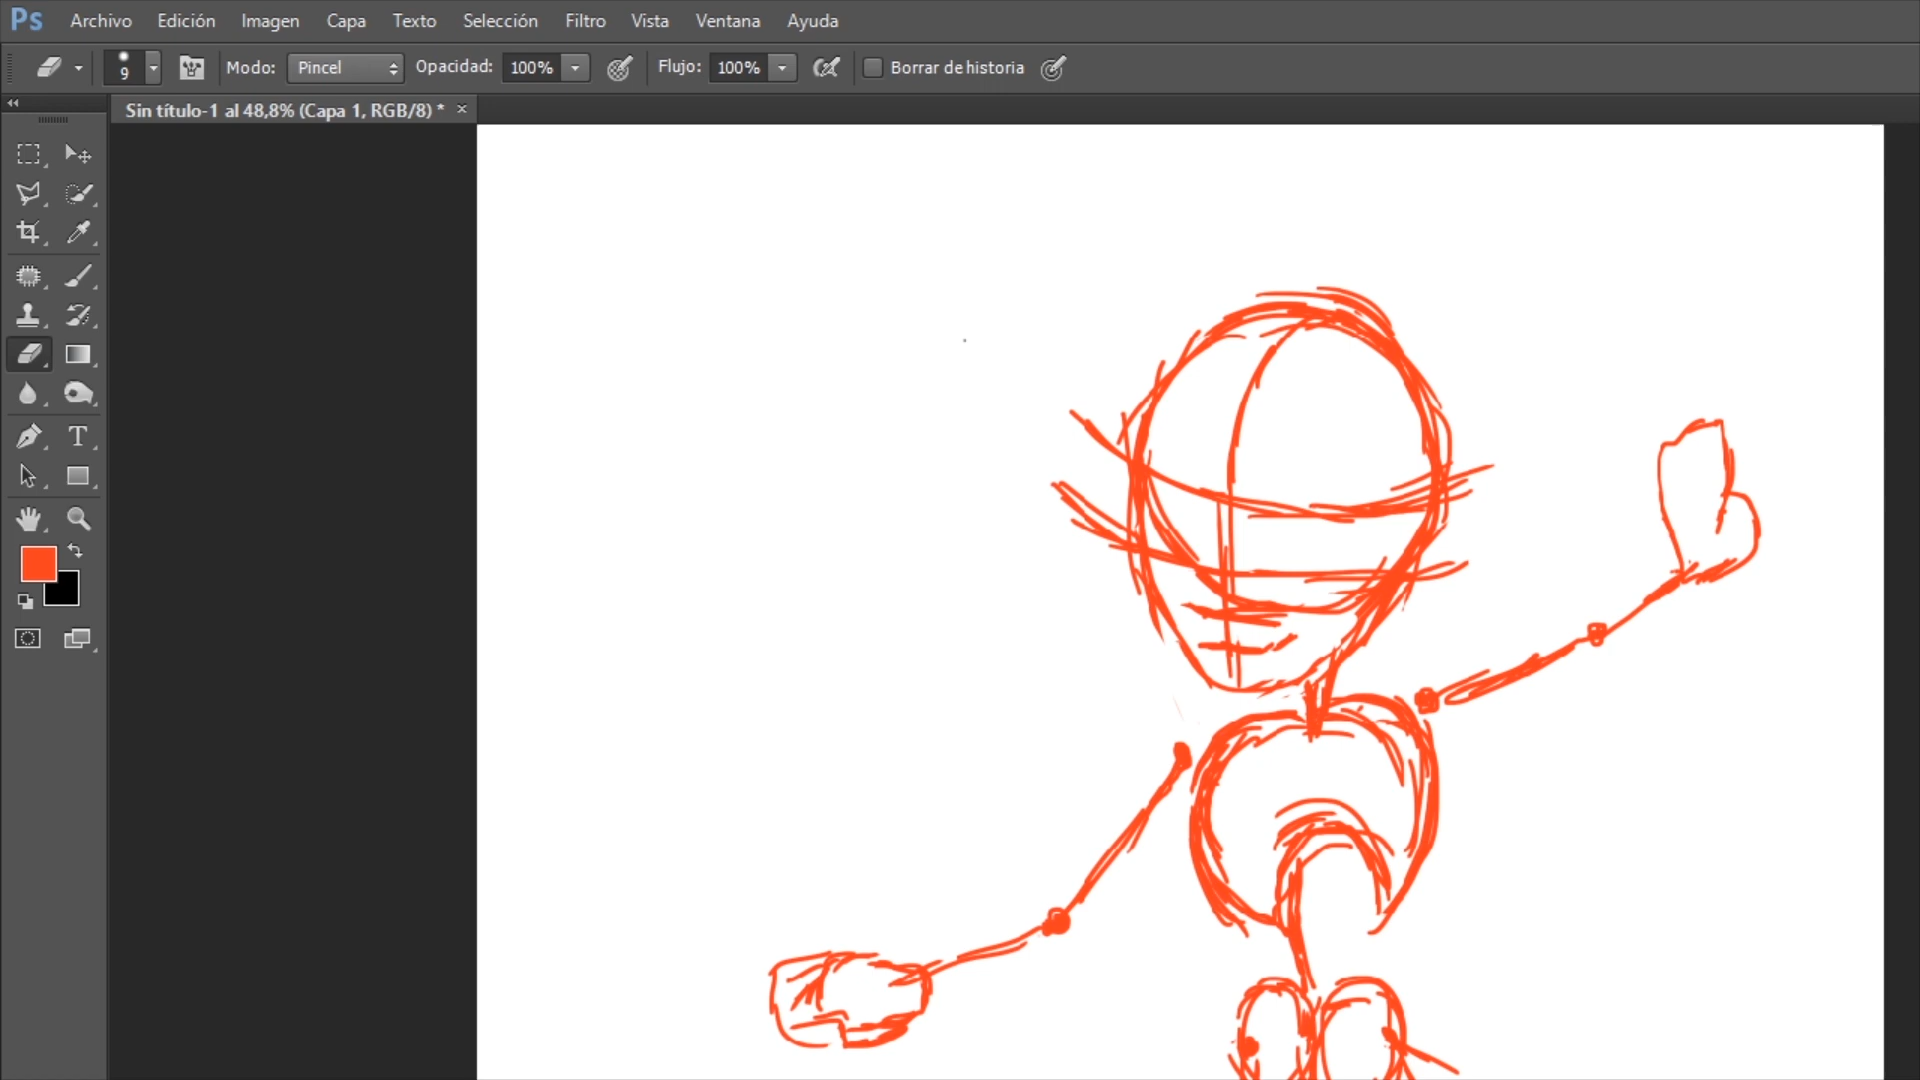 Ps Archivo Edición Imagen Capa Texto Selección Filtro Vista Ventana Ayuda
9 Modo: Pincel Opacidad: 100% Flujo: 100% Borrar de historia
Sin título-1 al 48,8% (Capa 1, RGB/8) * ×
T